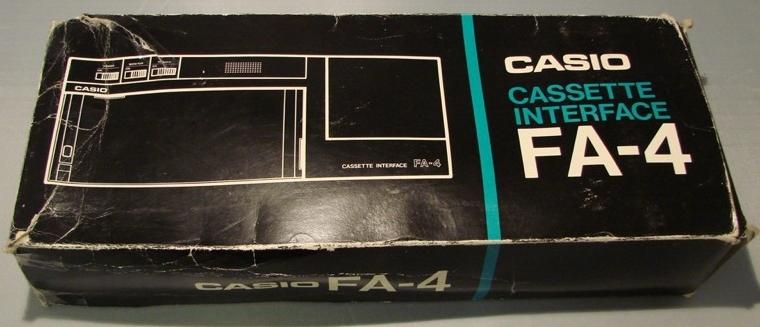 CASIO
CASSETTE INTERFACE FA-4
CASIO
CASSETTE
INTERFACE
FA-4
CASIO FA-4